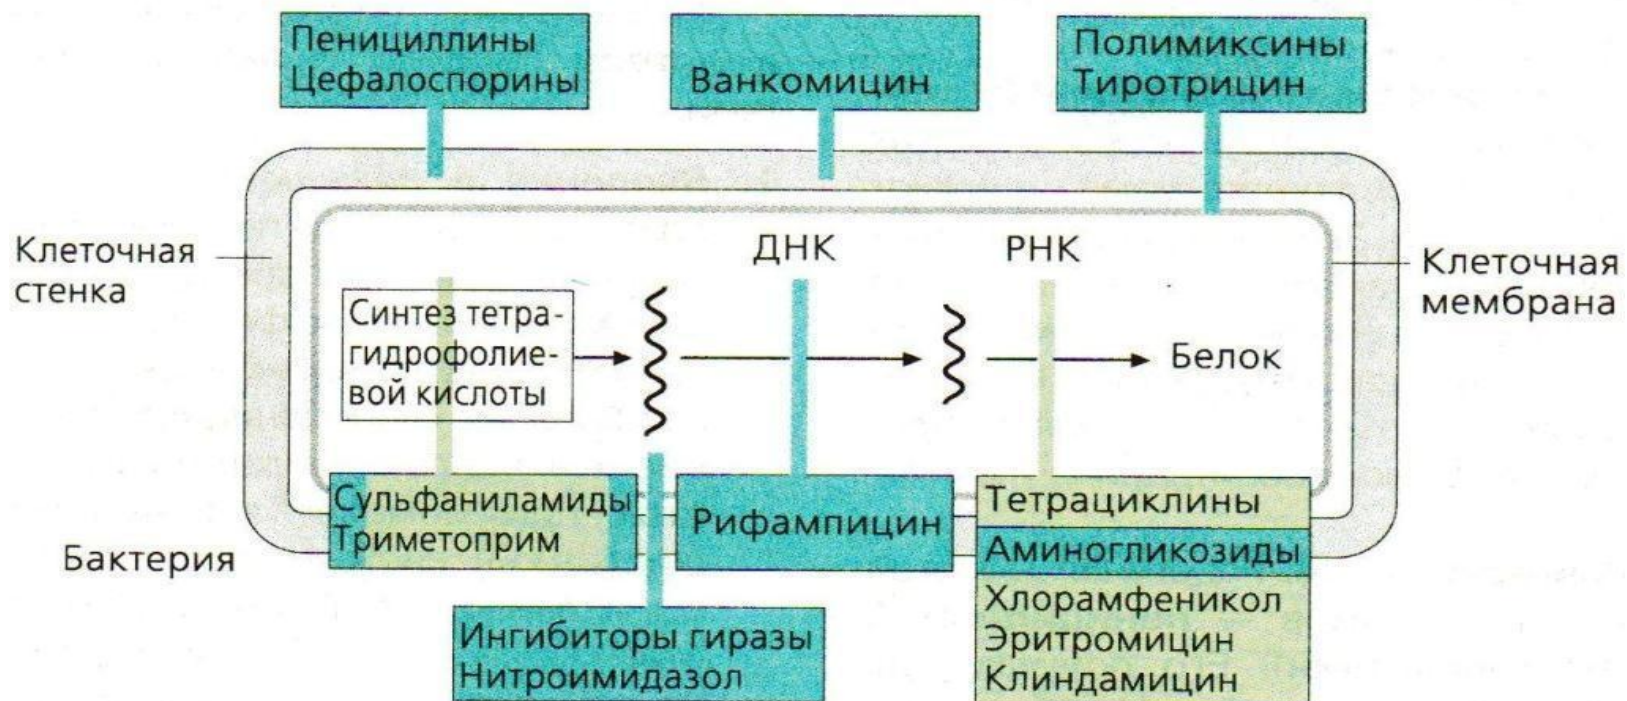 Пенициллины
Цефалоспорины
Ванкомицин
Полимиксины
Тиротрицин
Клеточная
стенка
ДНК
РНК
Клеточная
мембрана
Синтез тетра-
гидрофолие-
вой кислоты
Белок
Сульфаниламиды
Триметоприм
Рифампицин
Тетрациклины
Аминогликозиды
Хлорамфеникол
Эритромицин
Клиндамицин
Бактерия
Ингибиторы гиразы
Нитроимидазол